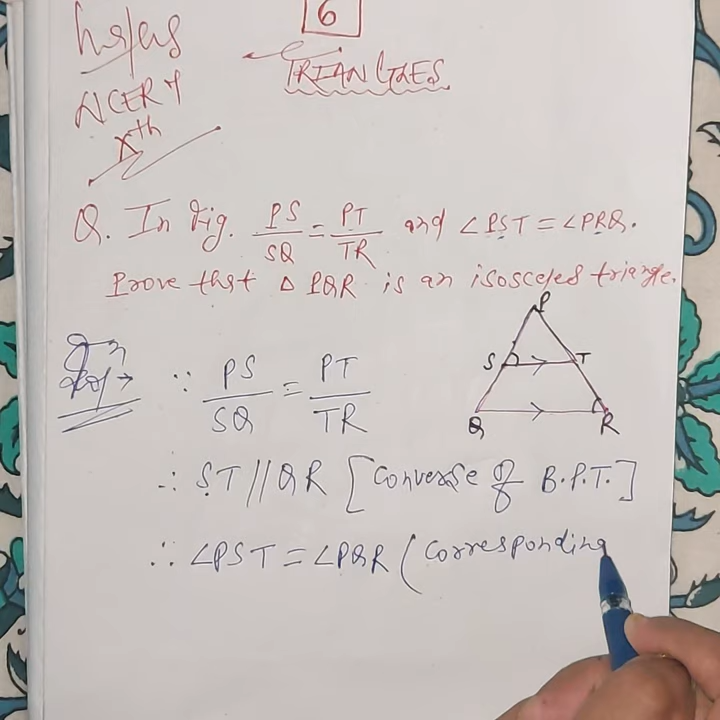 6
TRIANGLES
NCERT
Xth
Q. In Fig. PS/SQ = PT/TR and ∠PST = ∠PRQ.
Prove that △ PQR is an isosceles triangle.
P
S T
Q R
∵ PS/SQ = PT/TR
∴ ST // QR [Converse of B.P.T.]
∴ ∠PST = ∠PQR (Corresponding